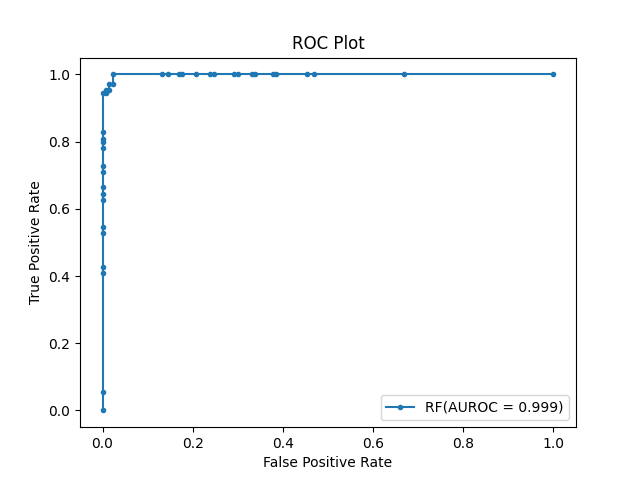 ROC Plot
True Positive Rate
1.0
0.8
0.6
0.4
0.2
0.0
RF(AUROC = 0.999)
0.0 0.2 0.4 0.6 0.8 1.0
False Positive Rate